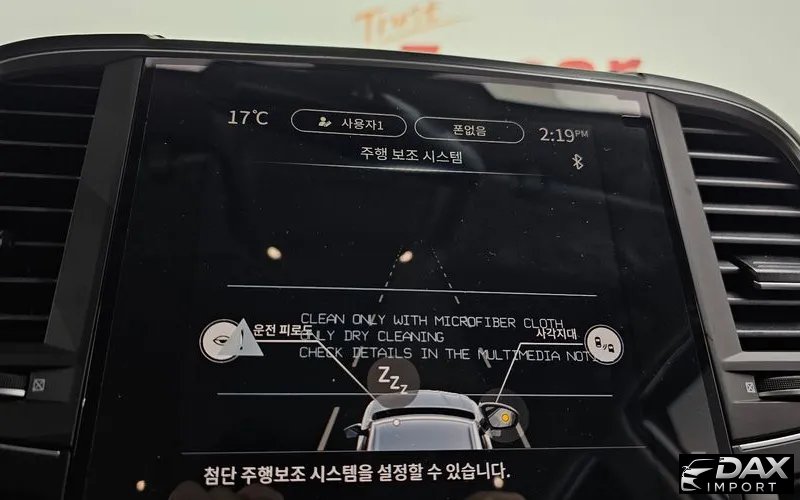 Trust
17°C
사용자1
폰없음
2:19PM
주행 보조 시스템
CLEAN ONLY WITH MICROFIBER CLOTH
ONLY DRY CLEANING
CHECK DETAILS IN THE MULTIMEDIA NOT
운전 피로도
사각지대
ZZZ
첨단 주행보조 시스템을 설정할 수 있습니다.
DAX
IMPORT